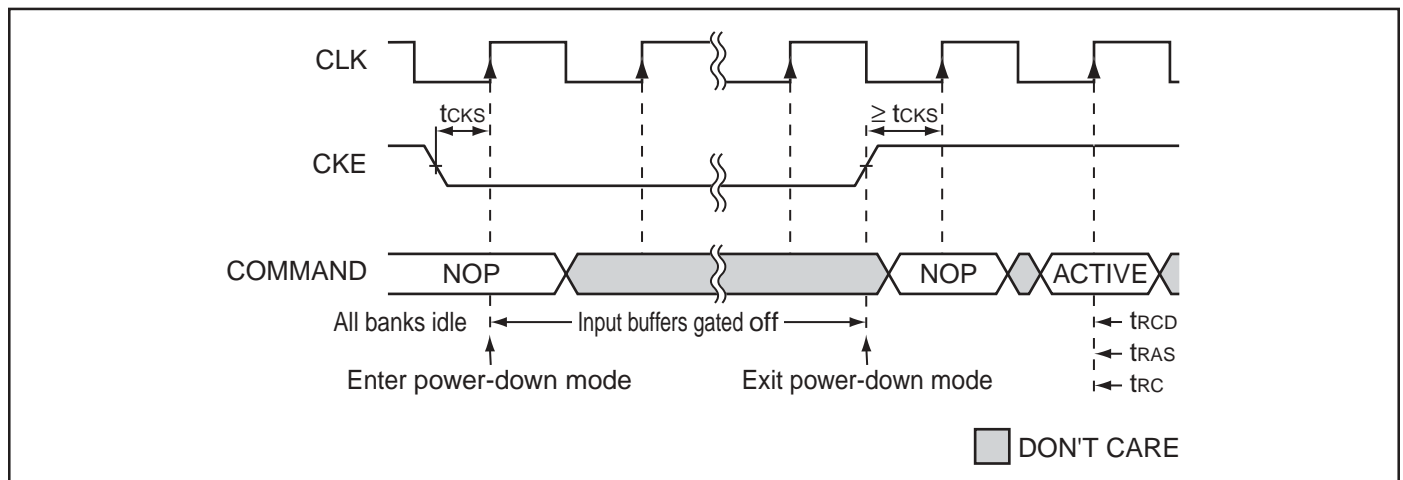 CLK
tCKS
≥ tCKS
CKE
COMMAND
NOP
NOP
ACTIVE
All banks idle
Input buffers gated off
tRCD
tRAS
tRC
Enter power-down mode
Exit power-down mode
DON'T CARE